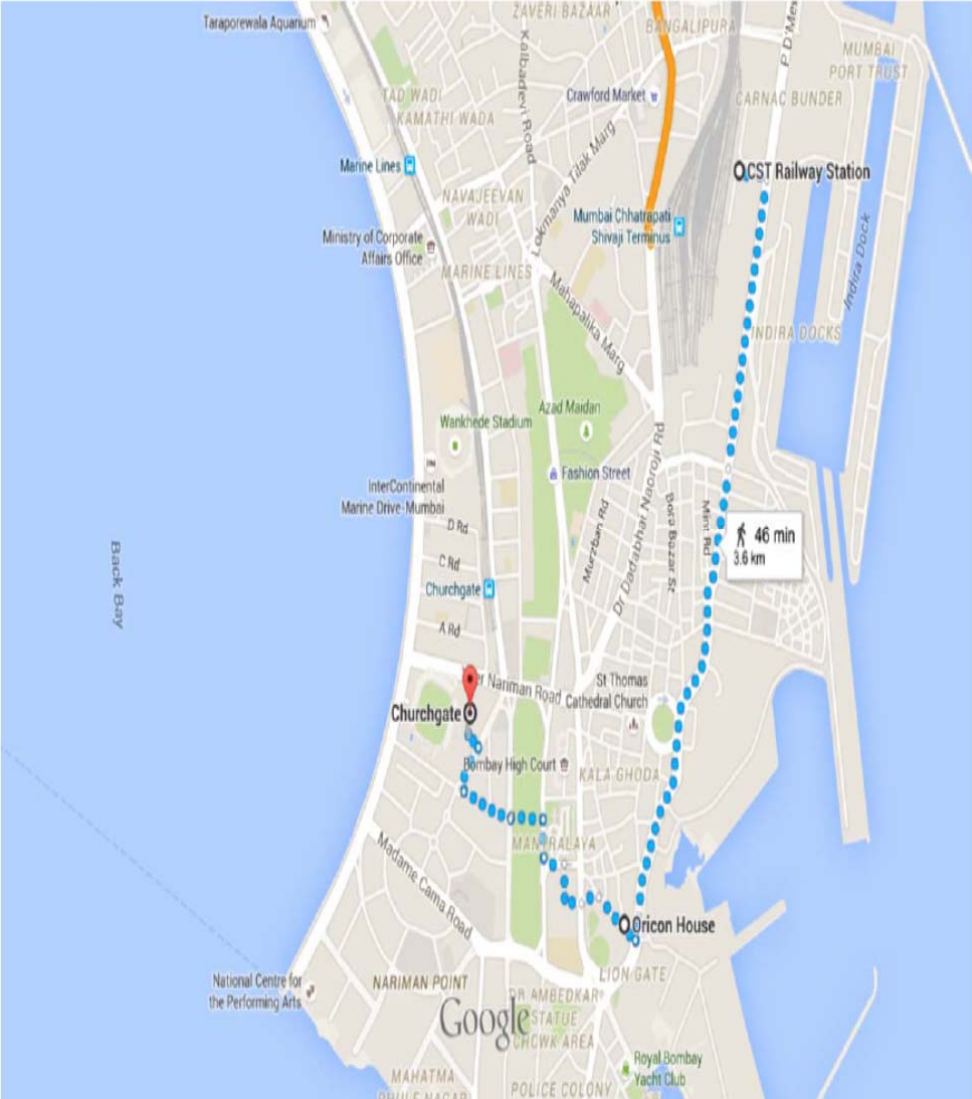 ZAVERI BAZAAR
BANGALIPURA
Taraporewala Aquarium
P D'Mel
MUMBAI
PORT TRUST
Kalbadevi Road
TAD WADI
KAMATHI WADA
Crawford Market
CARNAC BUNDER
Marine Lines
CST Railway Station
Lokmanya Tilak Marg
NAVAJEEVAN
WADI
Mumbai Chhatrapati
Shivaji Terminus
Ministry of Corporate
Affairs Office
Indira Dock
MARINE LINES
Mahapalika Marg
INDIRA DOCKS
Azad Maidan
Wankhede Stadium
Fashion Street
InterContinental
Marine Drive-Mumbai
Dr Dadabhai Naoroji Rd
Murzban Rd
Bora Bazar St
Mint Rd
46 min
3.6 km
D Rd
C Rd
Back Bay
Churchgate
A Rd
er Nariman Road
St Thomas
Cathedral Church
Churchgate
Bombay High Court
KALA GHODA
MANTRALAYA
Madame Cama Road
Oricon House
LION GATE
National Centre for
the Performing Arts
NARIMAN POINT
DR AMBEDKAR
STATUE
CHOWK AREA
Google
Royal Bombay
Yacht Club
MAHATMA
PHULE NAGAR
POLICE COLONY